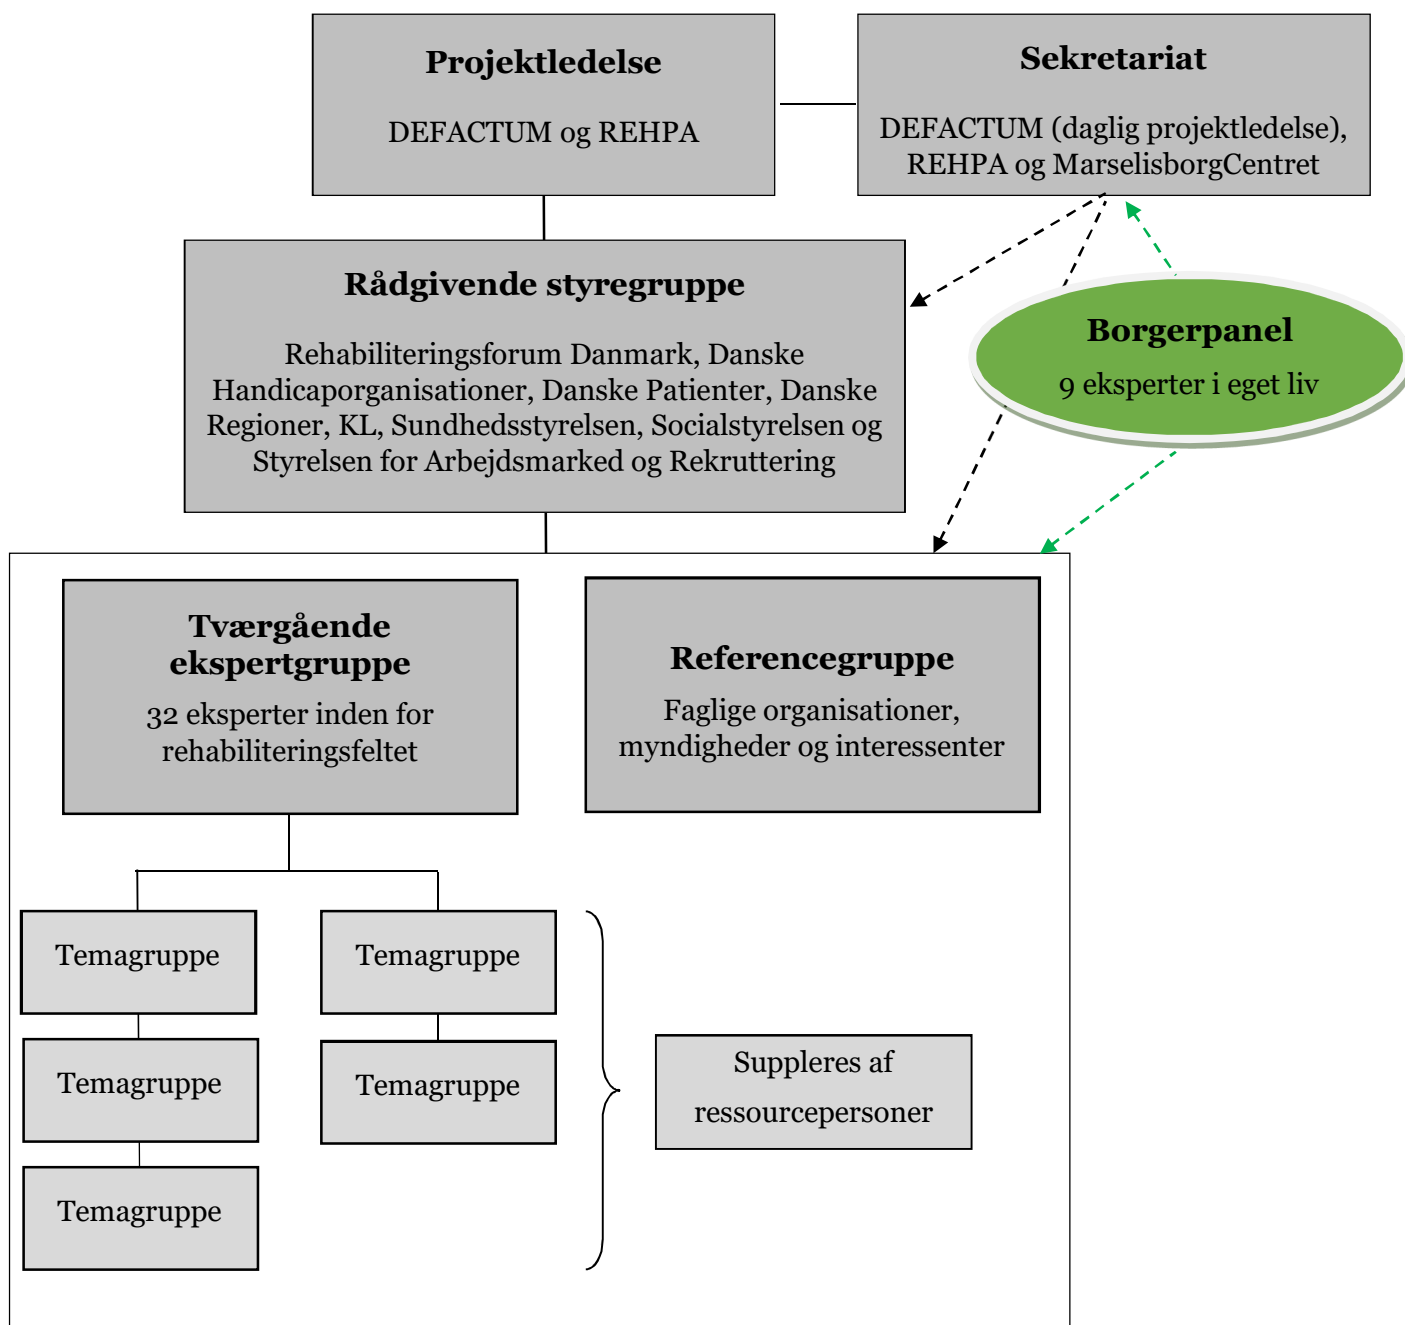 Projektledelse
DEFACTUM og REHPA
Sekretariat
DEFACTUM (daglig projektledelse),
REHPA og MarselisborgCentret
Rådgivende styregruppe
Rehabiliteringsforum Danmark, Danske
Handicaporganisationer, Danske Patienter, Danske
Regioner, KL, Sundhedsstyrelsen, Socialstyrelsen og
Styrelsen for Arbejdsmarked og Rekruttering
Borgerpanel
9 eksperter i eget liv
Tværgående
ekspertgruppe
32 eksperter inden for
rehabiliteringsfeltet
Referencegruppe
Faglige organisationer,
myndigheder og interessenter
Temagruppe
Temagruppe
Temagruppe
Temagruppe
Temagruppe
Suppleres af
ressourcepersoner